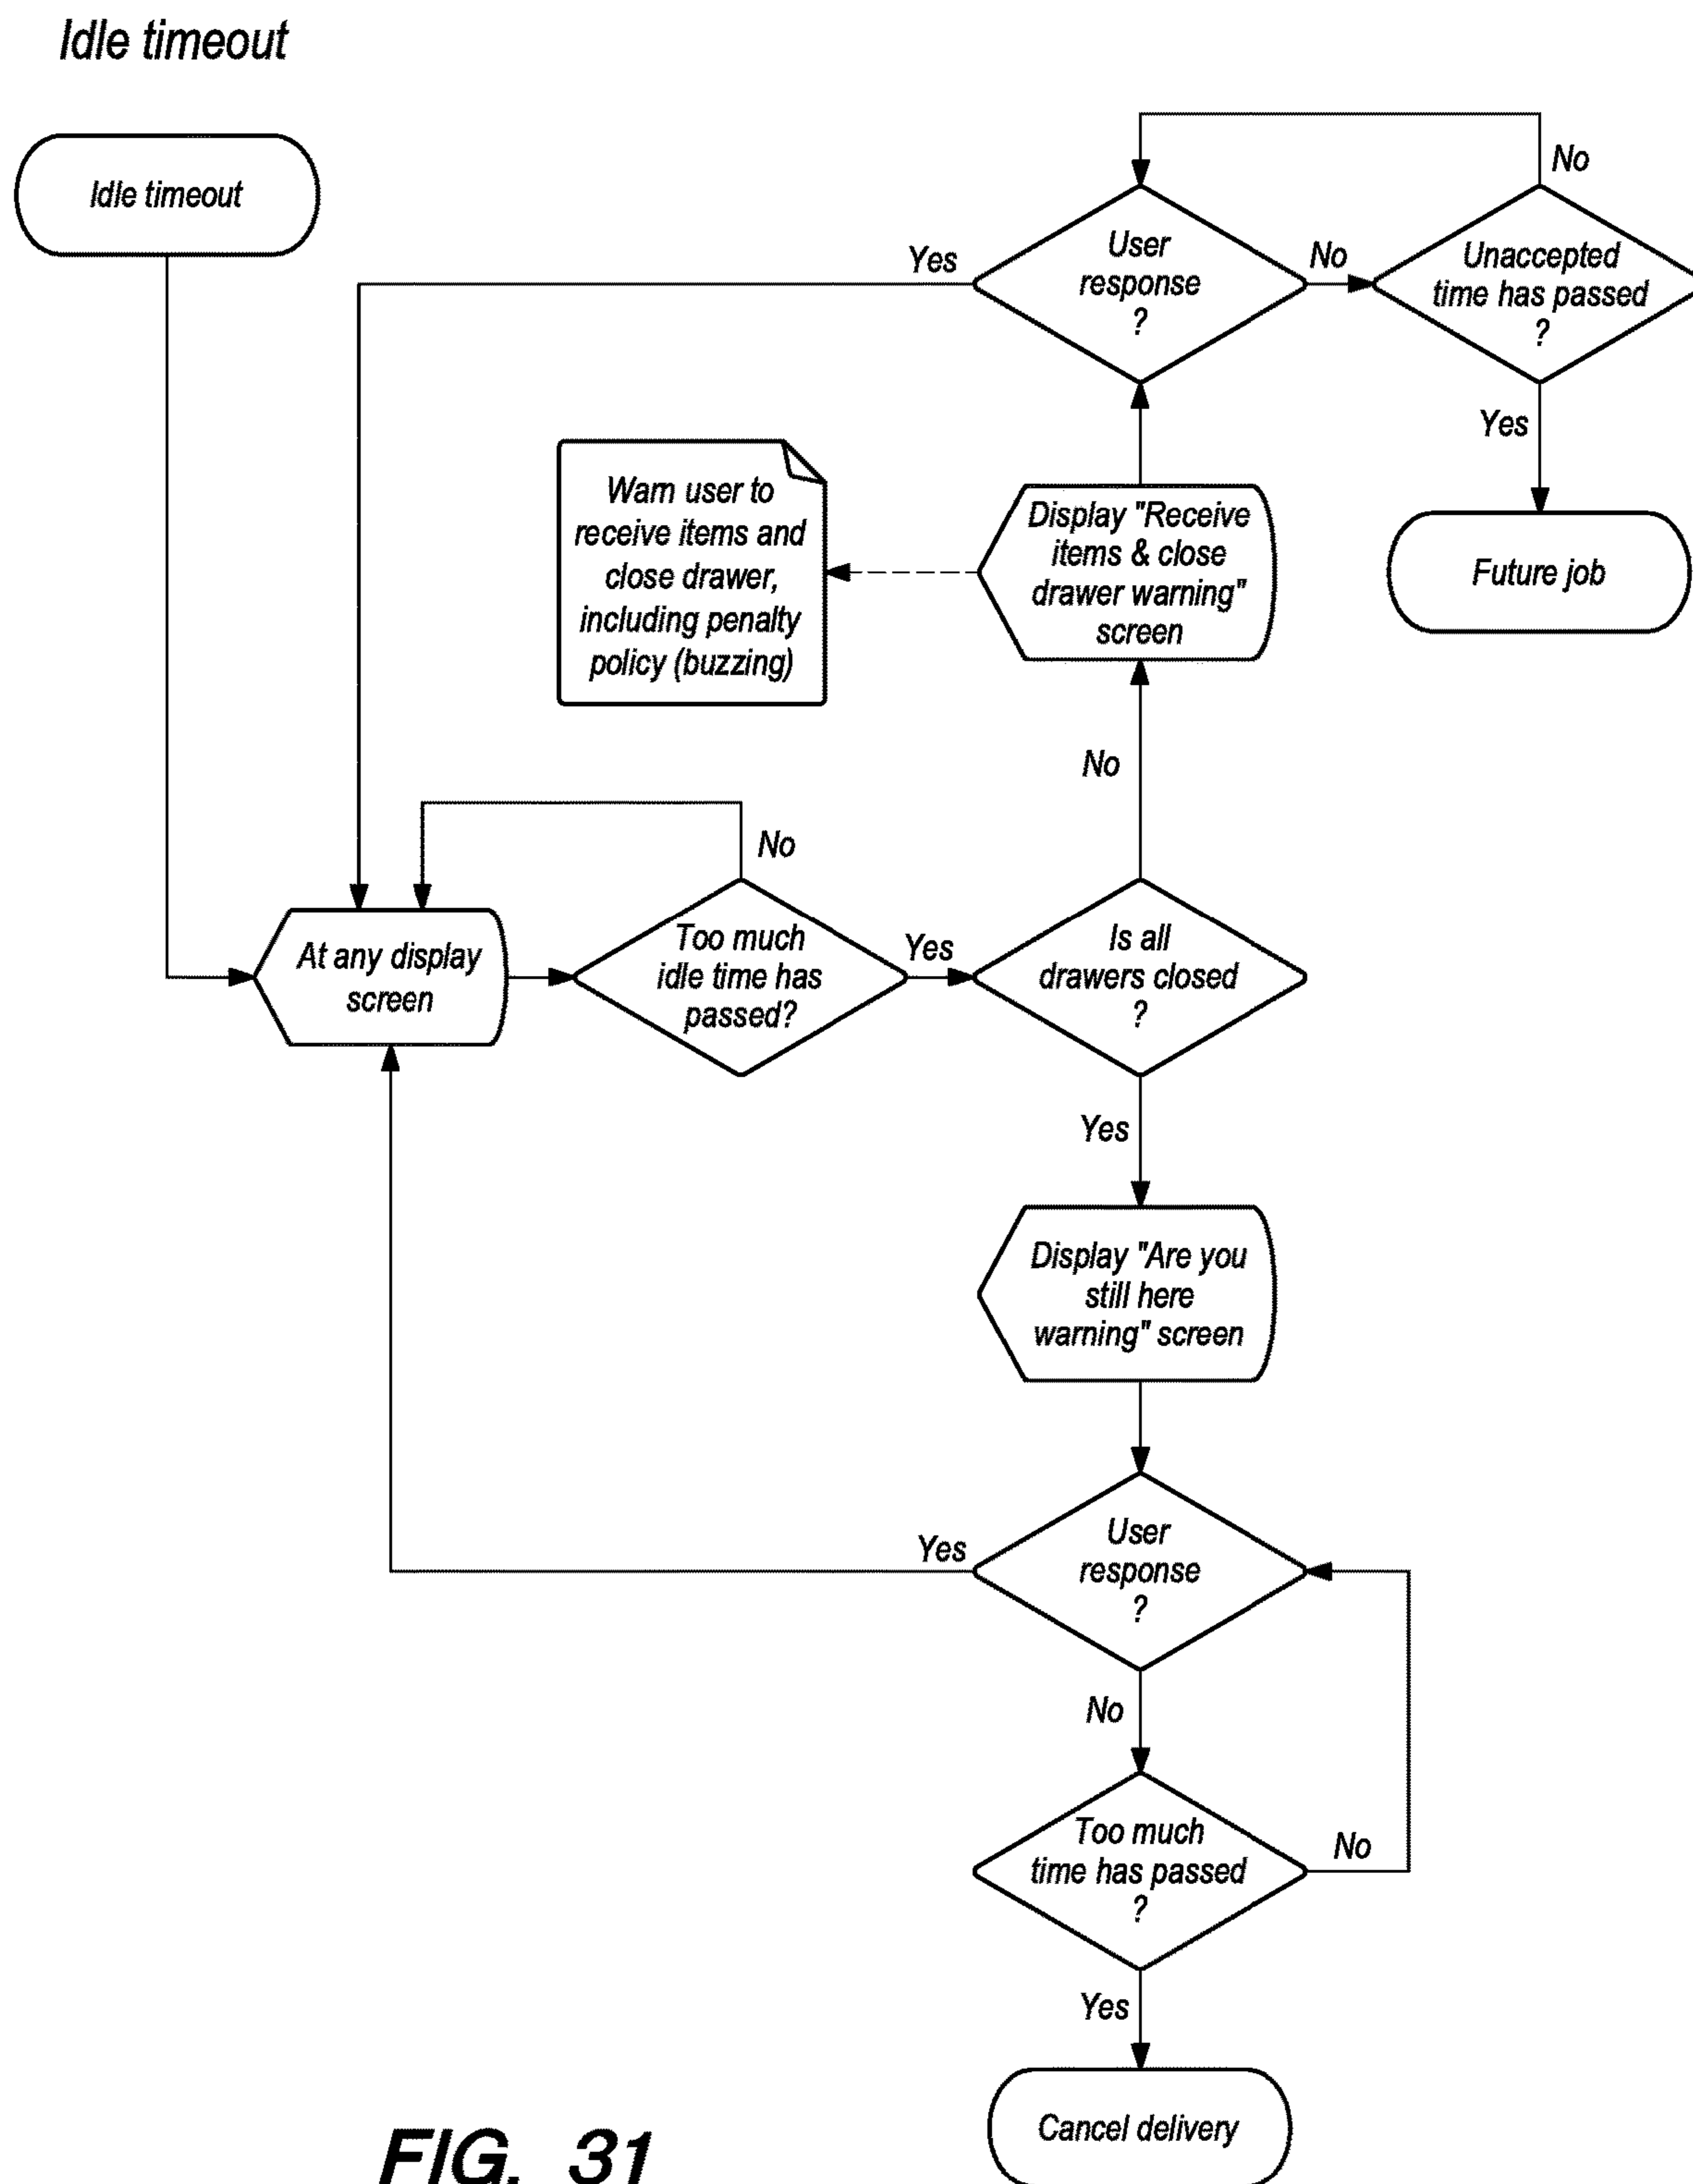 Idle timeout
Idle timeout
No
Yes
User
response
?
No
Unaccepted
time has passed
?
Yes
Warn user to
receive items and
close drawer,
including penalty
policy (buzzing)
Display "Receive
items & close
drawer warning"
screen
Future job
No
No
At any display
screen
Too much
idle time has
passed?
Yes
Is all
drawers closed
?
Yes
Display "Are you
still here
warning" screen
Yes
User
response
?
No
Too much
time has passed
?
No
Yes
Cancel delivery
FIG. 31